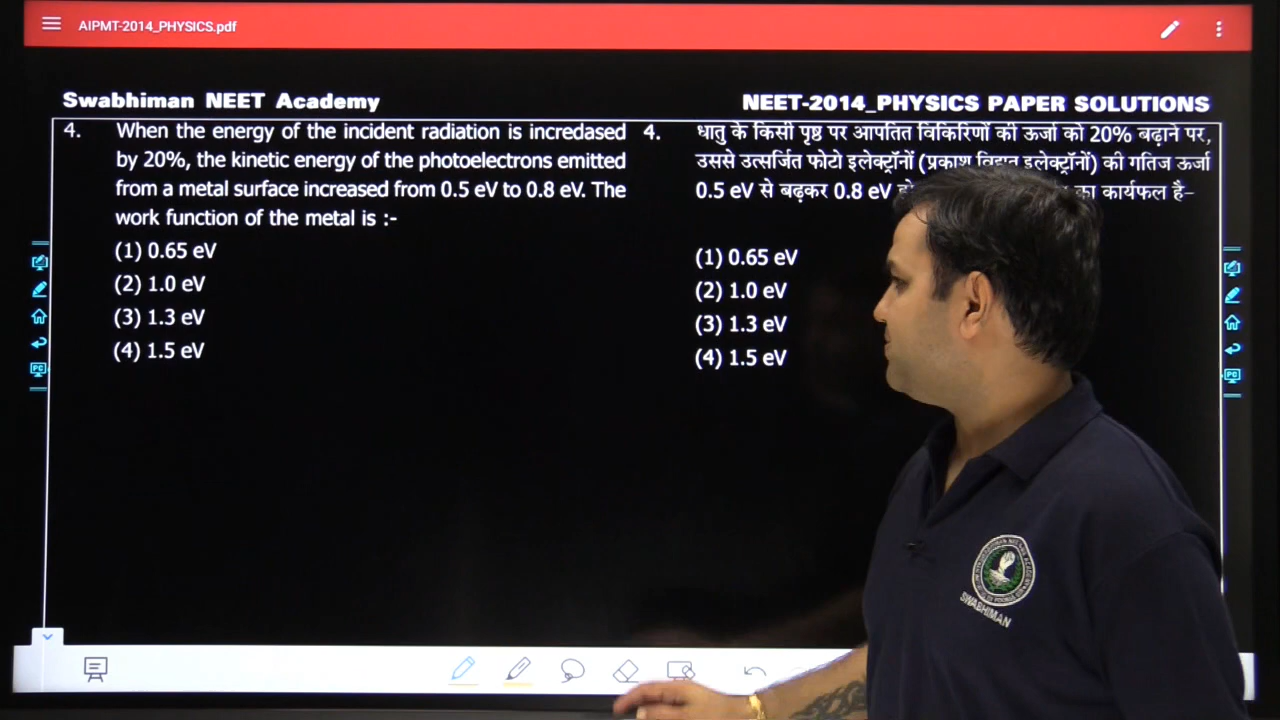 AIPMT-2014_PHYSICS.pdf
Swabhiman NEET Academy
NEET-2014_PHYSICS PAPER SOLUTIONS
4. When the energy of the incident radiation is incredased
by 20%, the kinetic energy of the photoelectrons emitted
from a metal surface increased from 0.5 eV to 0.8 eV. The
work function of the metal is :-
(1) 0.65 eV
(2) 1.0 eV
(3) 1.3 eV
(4) 1.5 eV
4. धातु के किसी पृष्ठ पर आपतित विकिरिणों की ऊर्जा को 20% बढ़ाने पर,
उससे उत्सर्जित फोटो इलेक्ट्रॉनों (प्रकाश विद्युत इलेक्ट्रॉनों) की गतिज ऊर्जा
0.5 eV से बढ़कर 0.8 eV का कार्यफल है-
(1) 0.65 eV
(2) 1.0 eV
(3) 1.3 eV
(4) 1.5 eV
PC
PC
SWABHIMAN